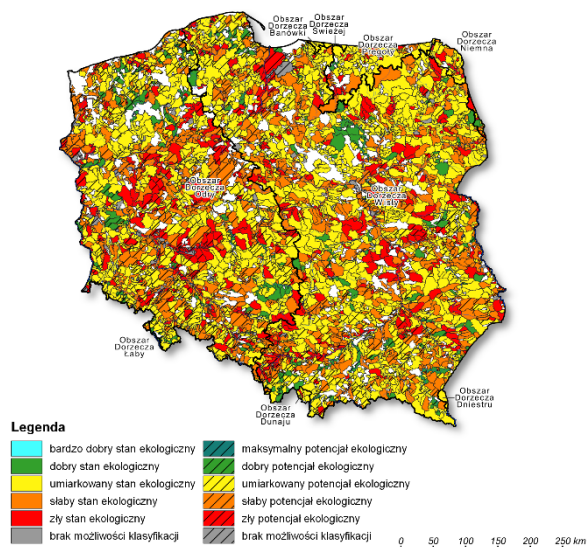 Obszar
Dorzecza
Banówki
Obszar
Dorzecza
Świeżej
Obszar
Dorzecza
Pregoły
Obszar
Dorzecza
Niemna
Obszar
Dorzecza
Odry
Obszar
Dorzecza
Wisły
Obszar
Dorzecza
Łaby
Obszar
Dorzecza
Dunaju
Obszar
Dorzecza
Dniestru
Legenda
bardzo dobry stan ekologiczny
dobry stan ekologiczny
umiarkowany stan ekologiczny
słaby stan ekologiczny
zły stan ekologiczny
brak możliwości klasyfikacji
maksymalny potencjał ekologiczny
dobry potencjał ekologiczny
umiarkowany potencjał ekologiczny
słaby potencjał ekologiczny
zły potencjał ekologiczny
brak możliwości klasyfikacji
0 50 100 150 200 250 km